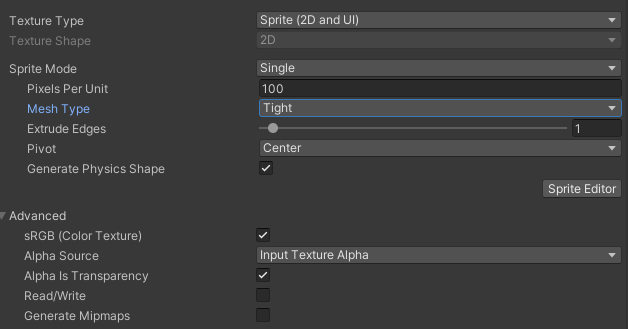 Texture Type Sprite (2D and UI)
Texture Shape 2D
Sprite Mode Single
Pixels Per Unit 100
Mesh Type Tight
Extrude Edges 1
Pivot Center
Generate Physics Shape
Sprite Editor
Advanced
sRGB (Color Texture)
Alpha Source Input Texture Alpha
Alpha Is Transparency
Read/Write
Generate Mipmaps